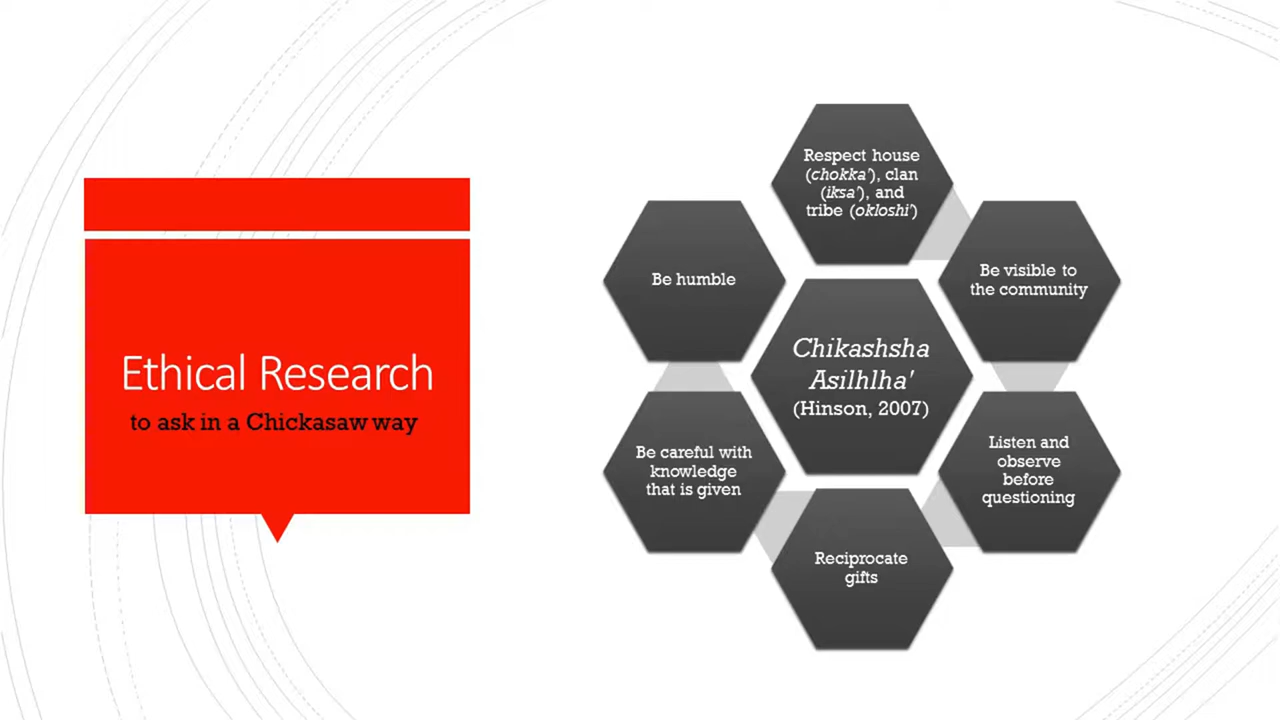 Ethical Research
to ask in a Chickasaw way
Chikashsha
Asilhlha'
(Hinson, 2007)
Respect house
(chokka'), clan
(iksa'), and
tribe (okloshi')
Be visible to
the community
Listen and
observe
before
questioning
Reciprocate
gifts
Be careful with
knowledge
that is given
Be humble